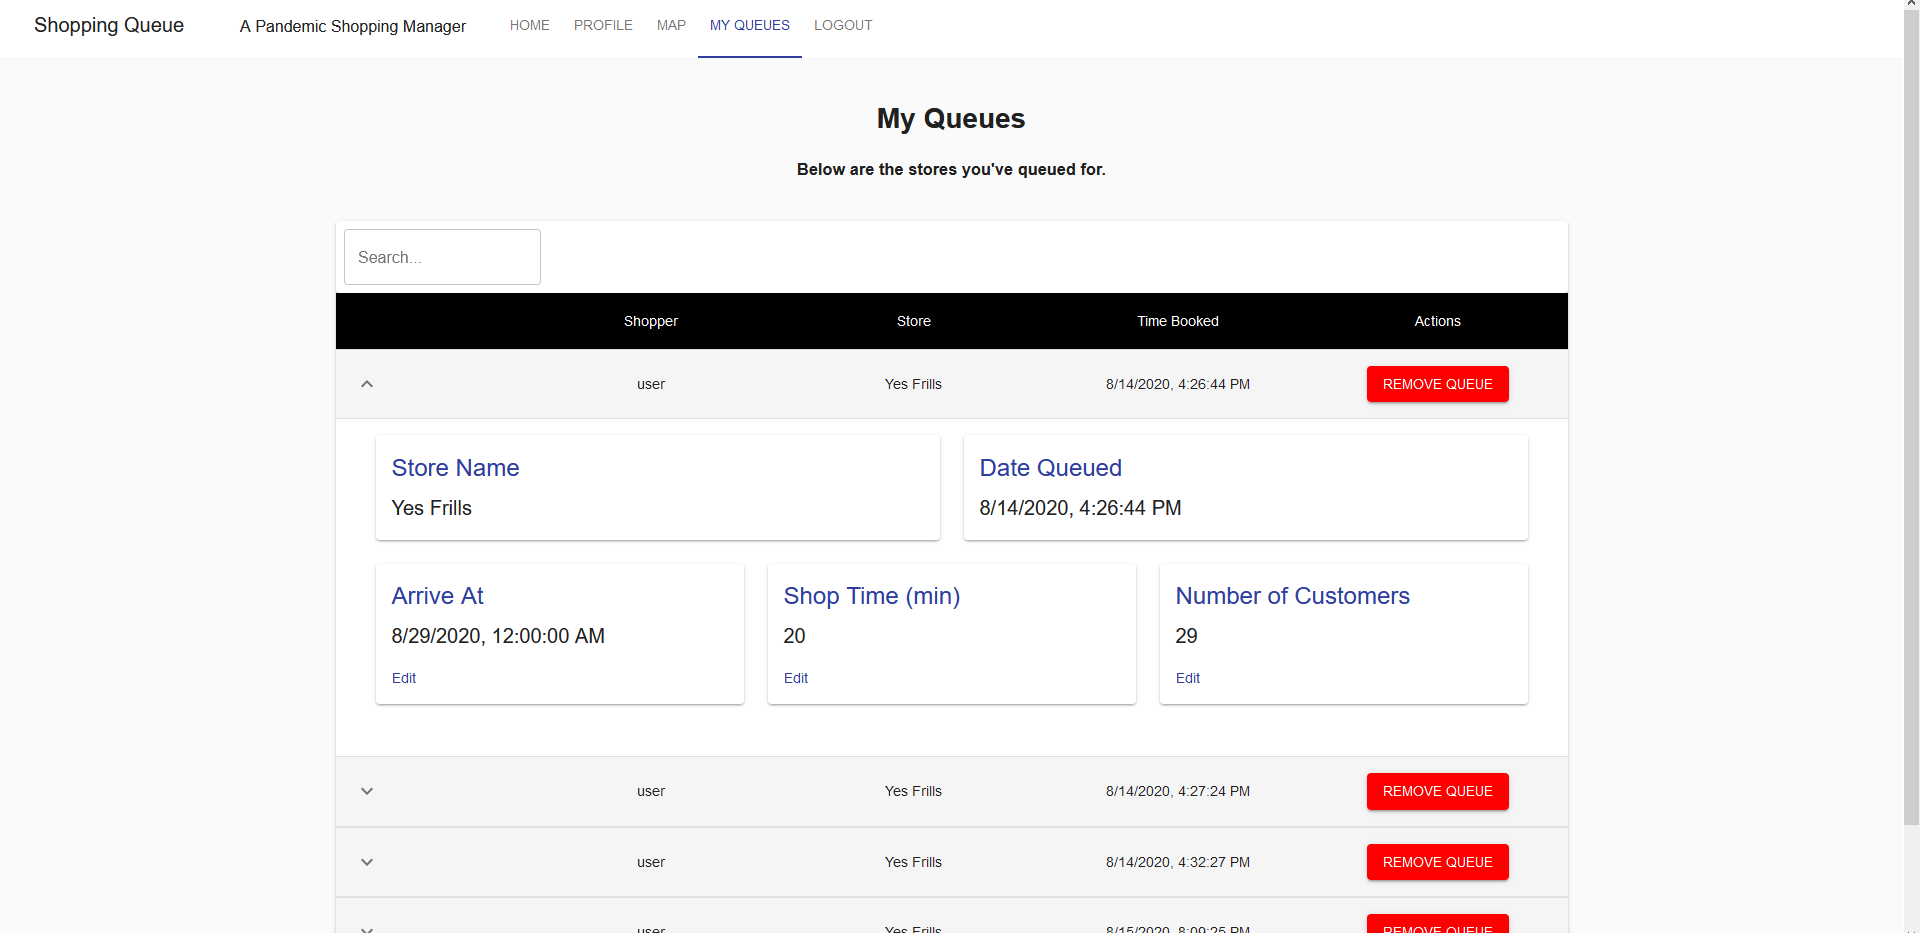 Shopping Queue A Pandemic Shopping Manager HOME PROFILE MAP MY QUEUES LOGOUT
My Queues
Below are the stores you've queued for.
Search...
Shopper Store Time Booked Actions
user Yes Frills 8/14/2020, 4:26:44 PM REMOVE QUEUE
Store Name Date Queued
Yes Frills 8/14/2020, 4:26:44 PM
Arrive At Shop Time (min) Number of Customers
8/29/2020, 12:00:00 AM 20 29
Edit Edit Edit
user Yes Frills 8/14/2020, 4:27:24 PM REMOVE QUEUE
user Yes Frills 8/14/2020, 4:32:27 PM REMOVE QUEUE
user Yes Frills 8/15/2020, 8:09:25 PM REMOVE QUEUE